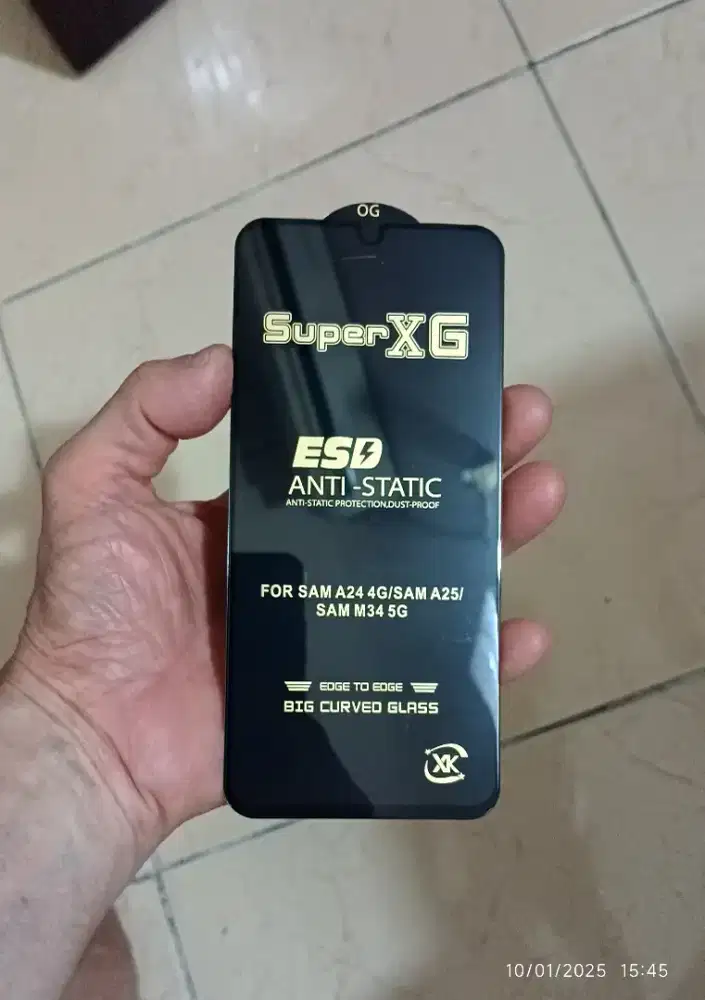 OG
SuperXG
ESD
ANTI -STATIC
ANTI-STATIC PROTECTION,DUST-PROOF
FOR SAM A24 4G/SAM A25/
SAM M34 5G
EDGE TO EDGE
BIG CURVED GLASS
XK
10/01/2025 15:45